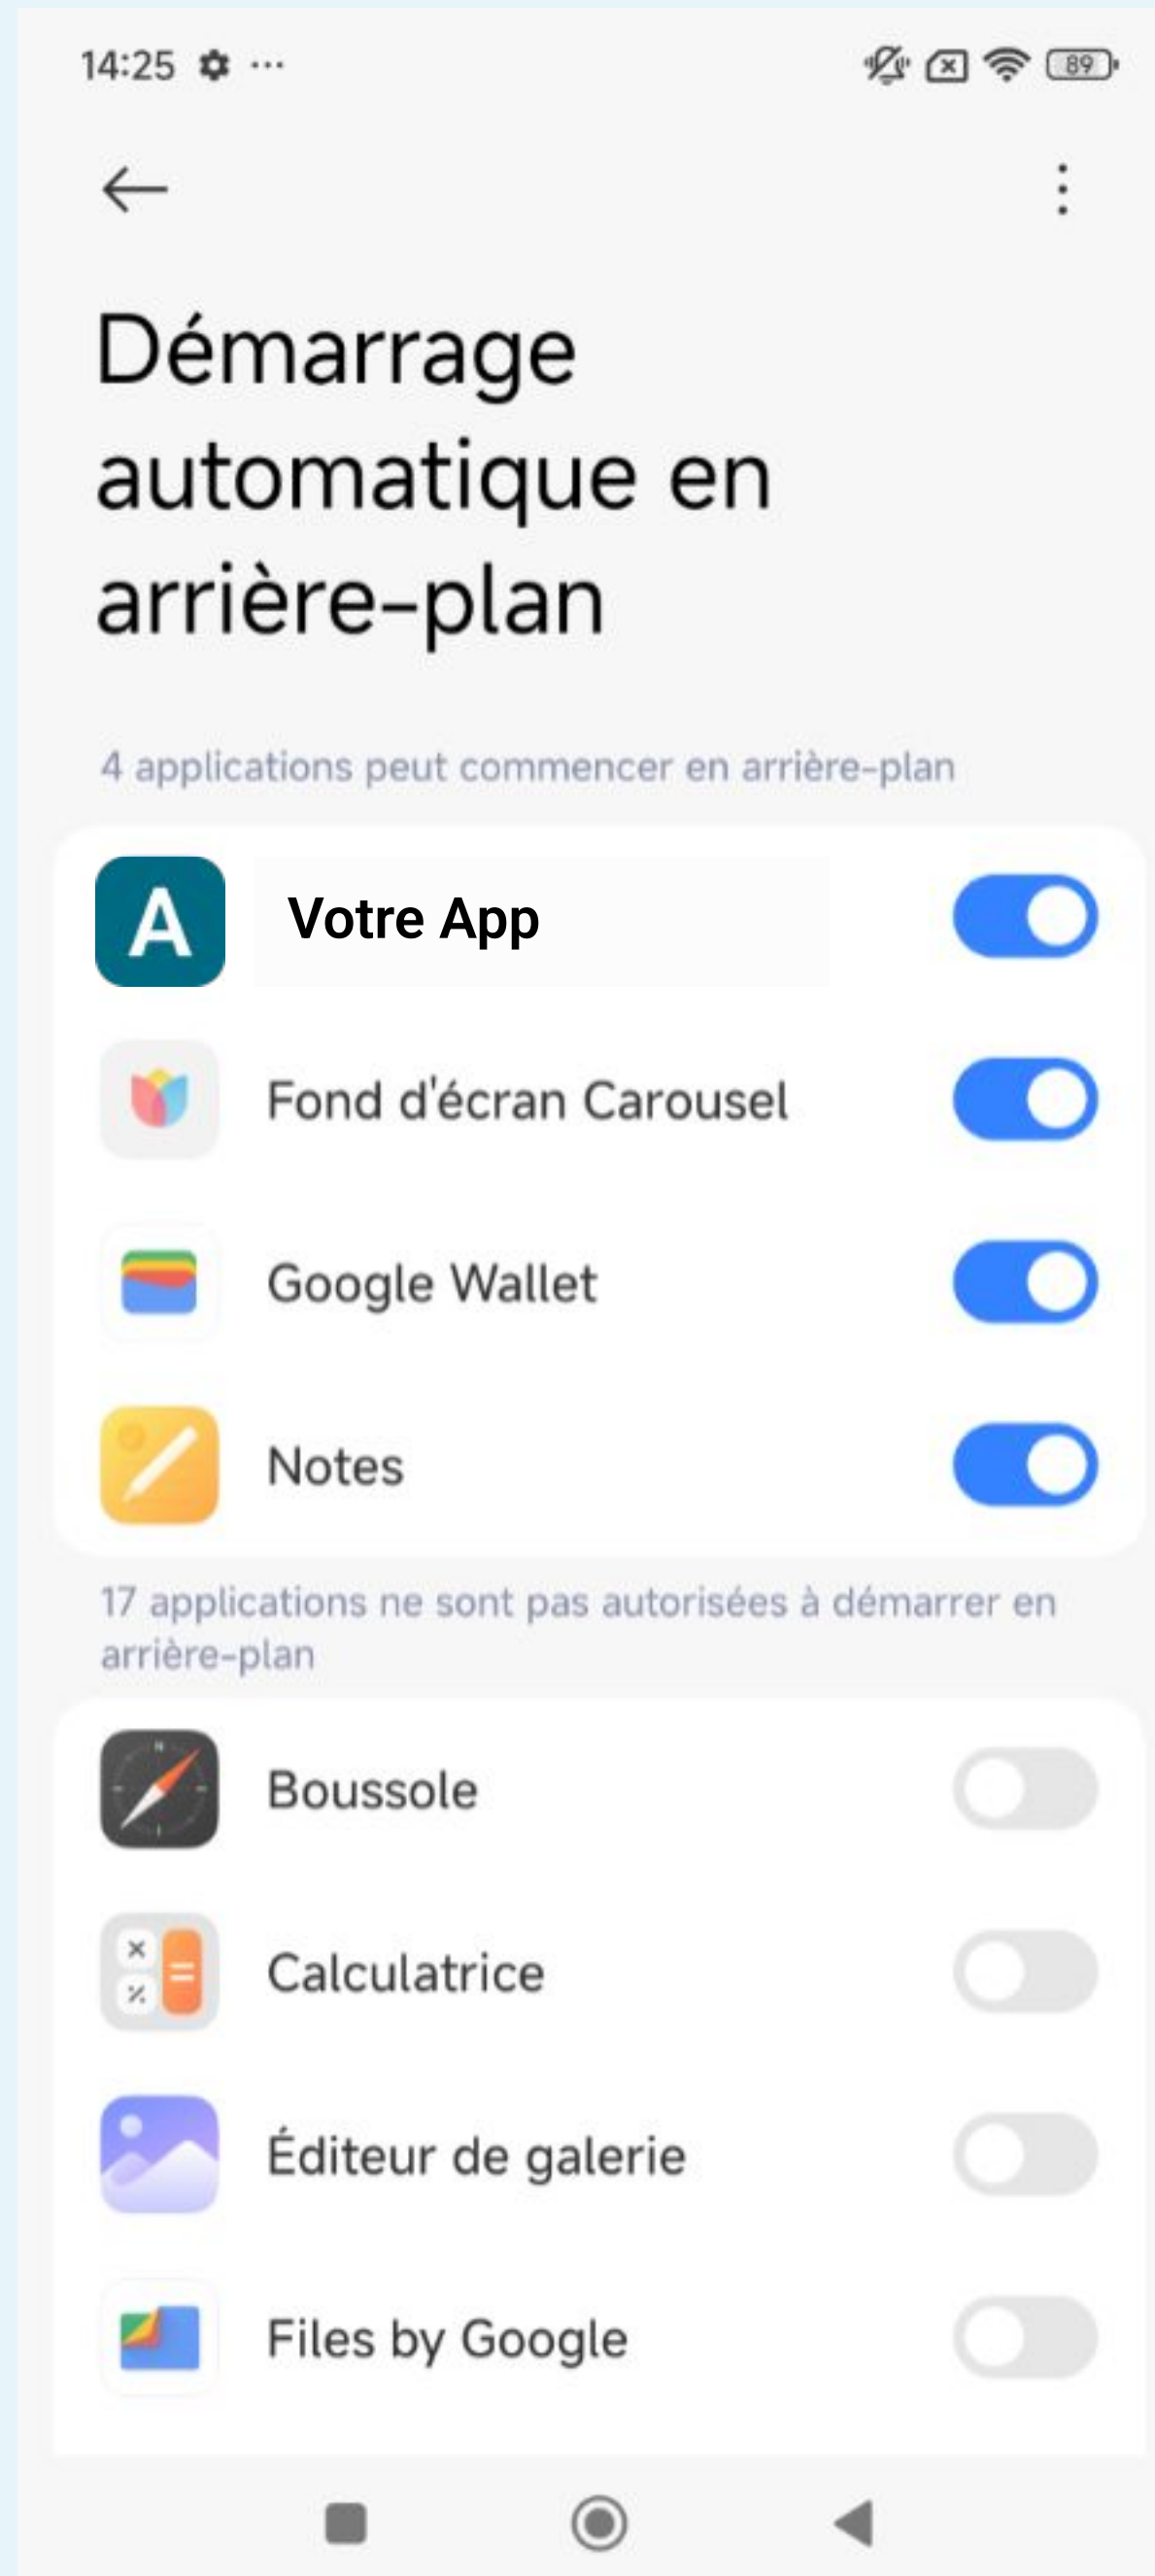 14:25 ...
89
Démarrage
automatique en
arrière-plan
4 applications peut commencer en arrière-plan
A Votre App
Fond d'écran Carousel
Google Wallet
Notes
17 applications ne sont pas autorisées à démarrer en
arrière-plan
N
Boussole
× % =
Calculatrice
Éditeur de galerie
Files by Google